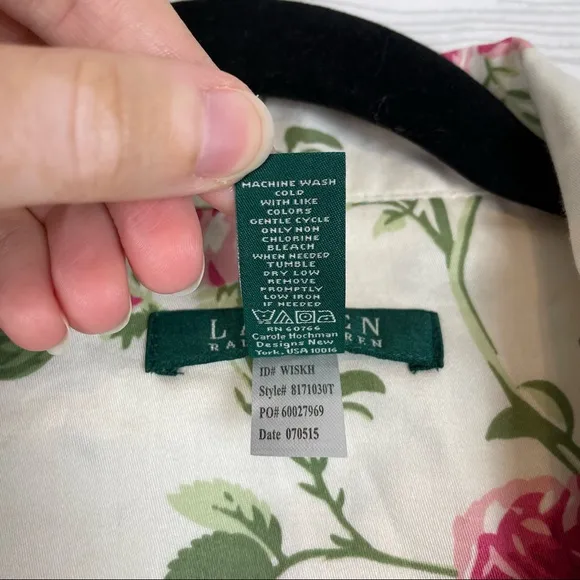 MACHINE WASH
COLD
WITH LIKE
COLORS
GENTLE CYCLE
ONLY NON
CHLORINE
BLEACH
WHEN NEEDED
TUMBLE
DRY LOW
REMOVE
PROMPTLY
LOW IRON
IF NEEDED
RN 60766
Carole Hochman
Designs New
York, USA 10016
ID# WISKH
Style# 8171030T
PO# 60027969
Date 070515